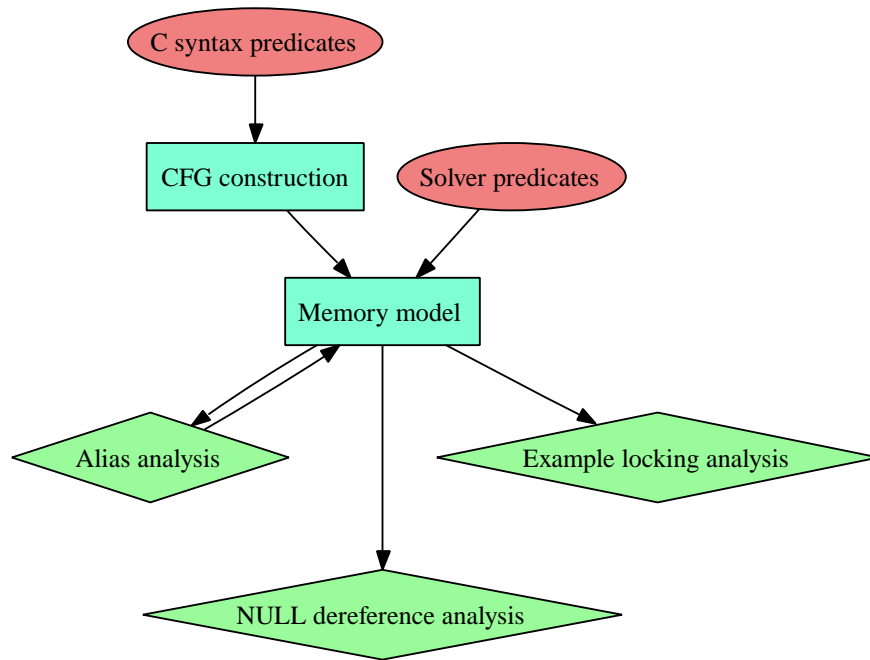 C syntax predicates
CFG construction
Solver predicates
Memory model
Alias analysis
Example locking analysis
NULL dereference analysis